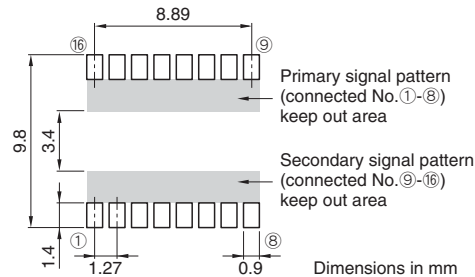 8.89
⑯ ⑨
Primary signal pattern
(connected No.①-⑧)
keep out area
9.8
3.4
Secondary signal pattern
(connected No.⑨-⑯)
keep out area
1.4
① ⑧
1.27 0.9 Dimensions in mm